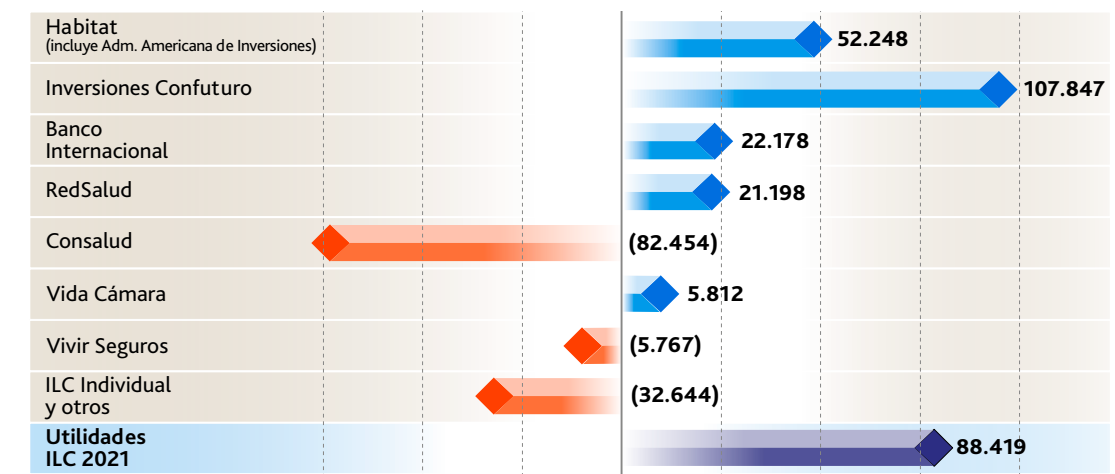 Habitat
(incluye Adm. Americana de Inversiones)
52.248
Inversiones Confuturo
107.847
Banco
Internacional
22.178
RedSalud
21.198
Consalud
(82.454)
Vida Cámara
5.812
Vivir Seguros
(5.767)
ILC Individual
y otros
(32.644)
Utilidades
ILC 2021
88.419